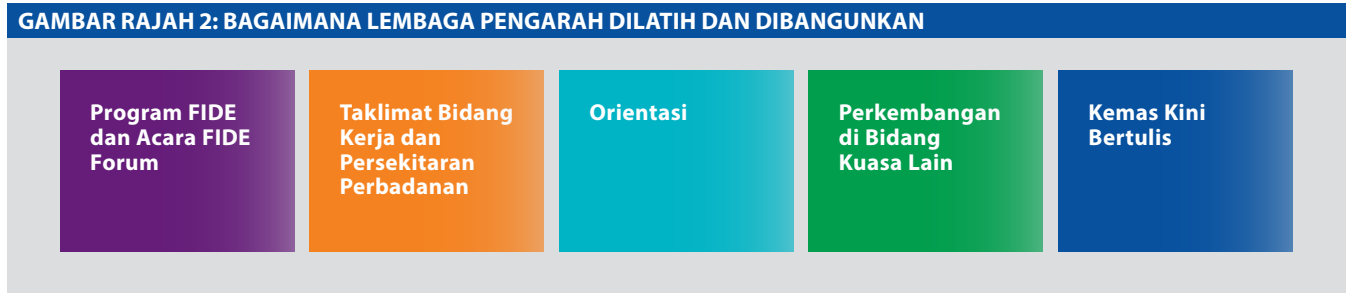 GAMBAR RAJAH 2: BAGAIMANA LEMBAGA PENGARAH DILATIH DAN DIBANGUNKAN
Program FIDE
dan Acara FIDE
Forum
Taklimat Bidang
Kerja dan
Persekitaran
Perbadanan
Orientasi
Perkembangan
di Bidang
Kuasa Lain
Kemas Kini
Bertulis